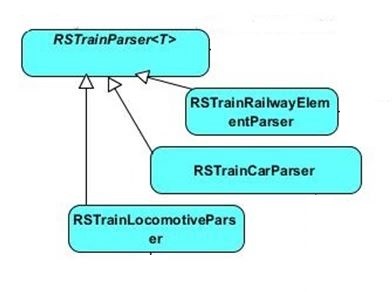 RSTrainParser<T>
RSTrainRailwayElem
entParser
RSTrainCarParser
RSTrainLocomotivePars
er